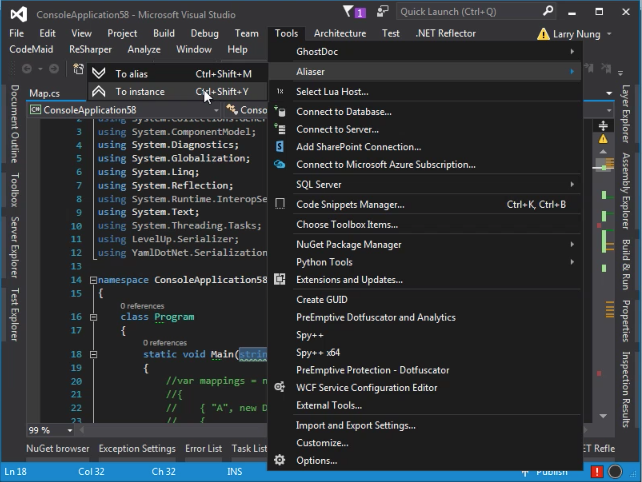 ConsoleApplication58 - Microsoft Visual Studio
1
Quick Launch (Ctrl+Q)
File Edit View Project Build Debug Team Tools Architecture Test .NET Reflector Larry Nung
CodeMaid ReSharper Analyze Window Help
GhostDoc
Aliaser
To alias Ctrl+Shift+M
To instance Ctrl+Shift+Y
Select Lua Host...
Connect to Database...
Connect to Server...
Add SharePoint Connection...
Connect to Microsoft Azure Subscription...
SQL Server
Code Snippets Manager... Ctrl+K, Ctrl+B
Choose Toolbox Items...
NuGet Package Manager
Python Tools
Extensions and Updates...
Create GUID
PreEmptive Dotfuscator and Analytics
Spy++
Spy++ x64
PreEmptive Protection - Dotfuscator
WCF Service Configuration Editor
External Tools...
Import and Export Settings...
Customize...
Options...
Map.cs
C# ConsoleApplication58 Conso
2 using System.Collections.Gener
3 using System.ComponentModel;
4 using System.Diagnostics;
5 using System.Globalization;
6 using System.Linq;
7 using System.Reflection;
8 using System.Runtime.InteropSe
9 using System.Text;
10 using System.Threading.Tasks;
11 using LevelUp.Serializer;
12 using YamlDotNet.Serialization
13
14 namespace ConsoleApplication58
15 {
0 references
16 class Program
17 {
0 references
18 static void Main(strin
19 {
20 //var mappings = n
21 //{
22 // { "A", new D
23 // {
99 %
Document Outline
Toolbox
Server Explorer
Test Explorer
Layer Explorer
Assembly Explorer
Build & Run
Explorer
Inspection Results
NuGet browser Exception Settings Error List Task List ET Refle
Ln 18 Col 32 Ch 32 INS Publish